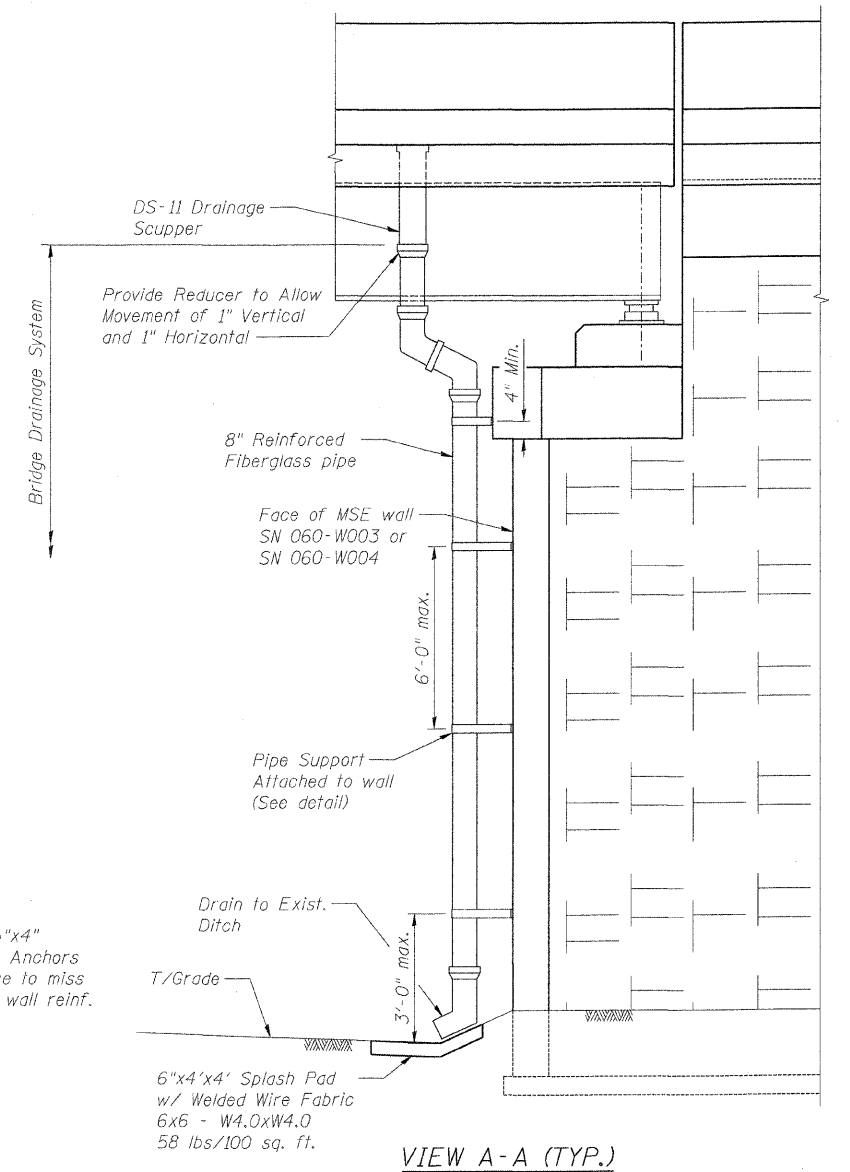 DS-11 Drainage
Scupper
Provide Reducer to Allow
Movement of 1" Vertical
and 1" Horizontal
Bridge Drainage System
4" Min.
8" Reinforced
Fiberglass pipe
Face of MSE wall
SN 060-W003 or
SN 060-W004
6'-0" max.
Pipe Support
Attached to wall
(See detail)
Drain to Exist.
Ditch
"x4"
Anchors
e to miss
wall reinf.
T/Grade
3'-0" max.
6"x4'x4' Splash Pad
w/ Welded Wire Fabric
6x6 - W4.0xW4.0
58 lbs/100 sq. ft.
VIEW A-A (TYP.)